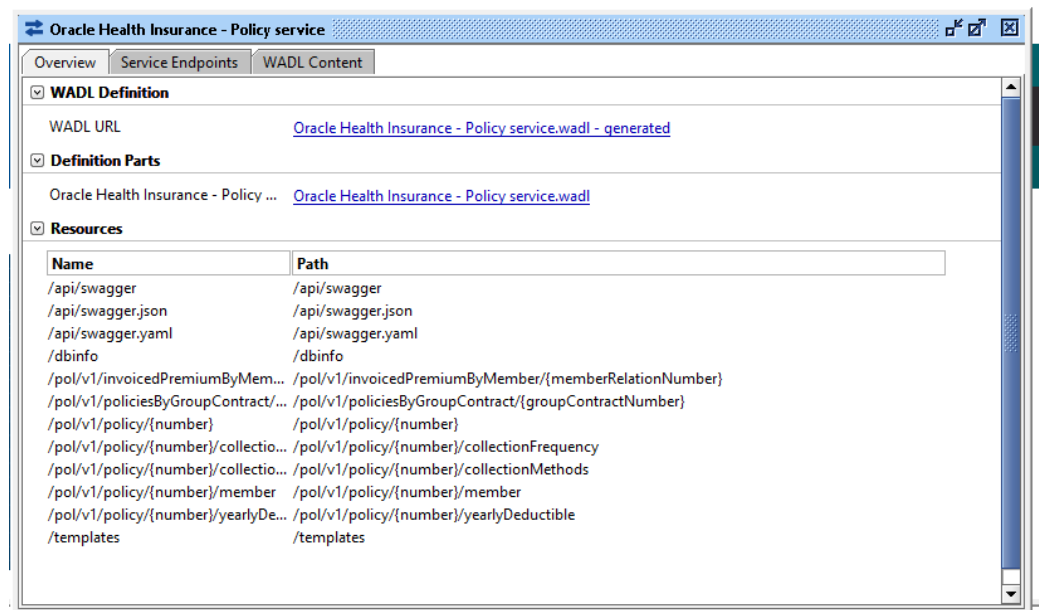 Oracle Health Insurance - Policy service
Overview Service Endpoints WADL Content
WADL Definition
WADL URL Oracle Health Insurance - Policy service.wadl - generated
Definition Parts
Oracle Health Insurance - Policy ... Oracle Health Insurance - Policy service.wadl
Resources
Name Path
/api/swagger /api/swagger
/api/swagger.json /api/swagger.json
/api/swagger.yaml /api/swagger.yaml
/dbinfo /dbinfo
/pol/v1/invoicedPremiumByMem... /pol/v1/invoicedPremiumByMember/{memberRelationNumber}
/pol/v1/policiesByGroupContract/... /pol/v1/policiesByGroupContract/{groupContractNumber}
/pol/v1/policy/{number} /pol/v1/policy/{number}
/pol/v1/policy/{number}/collectio... /pol/v1/policy/{number}/collectionFrequency
/pol/v1/policy/{number}/collectio... /pol/v1/policy/{number}/collectionMethods
/pol/v1/policy/{number}/member /pol/v1/policy/{number}/member
/pol/v1/policy/{number}/yearlyDe... /pol/v1/policy/{number}/yearlyDeductible
/templates /templates